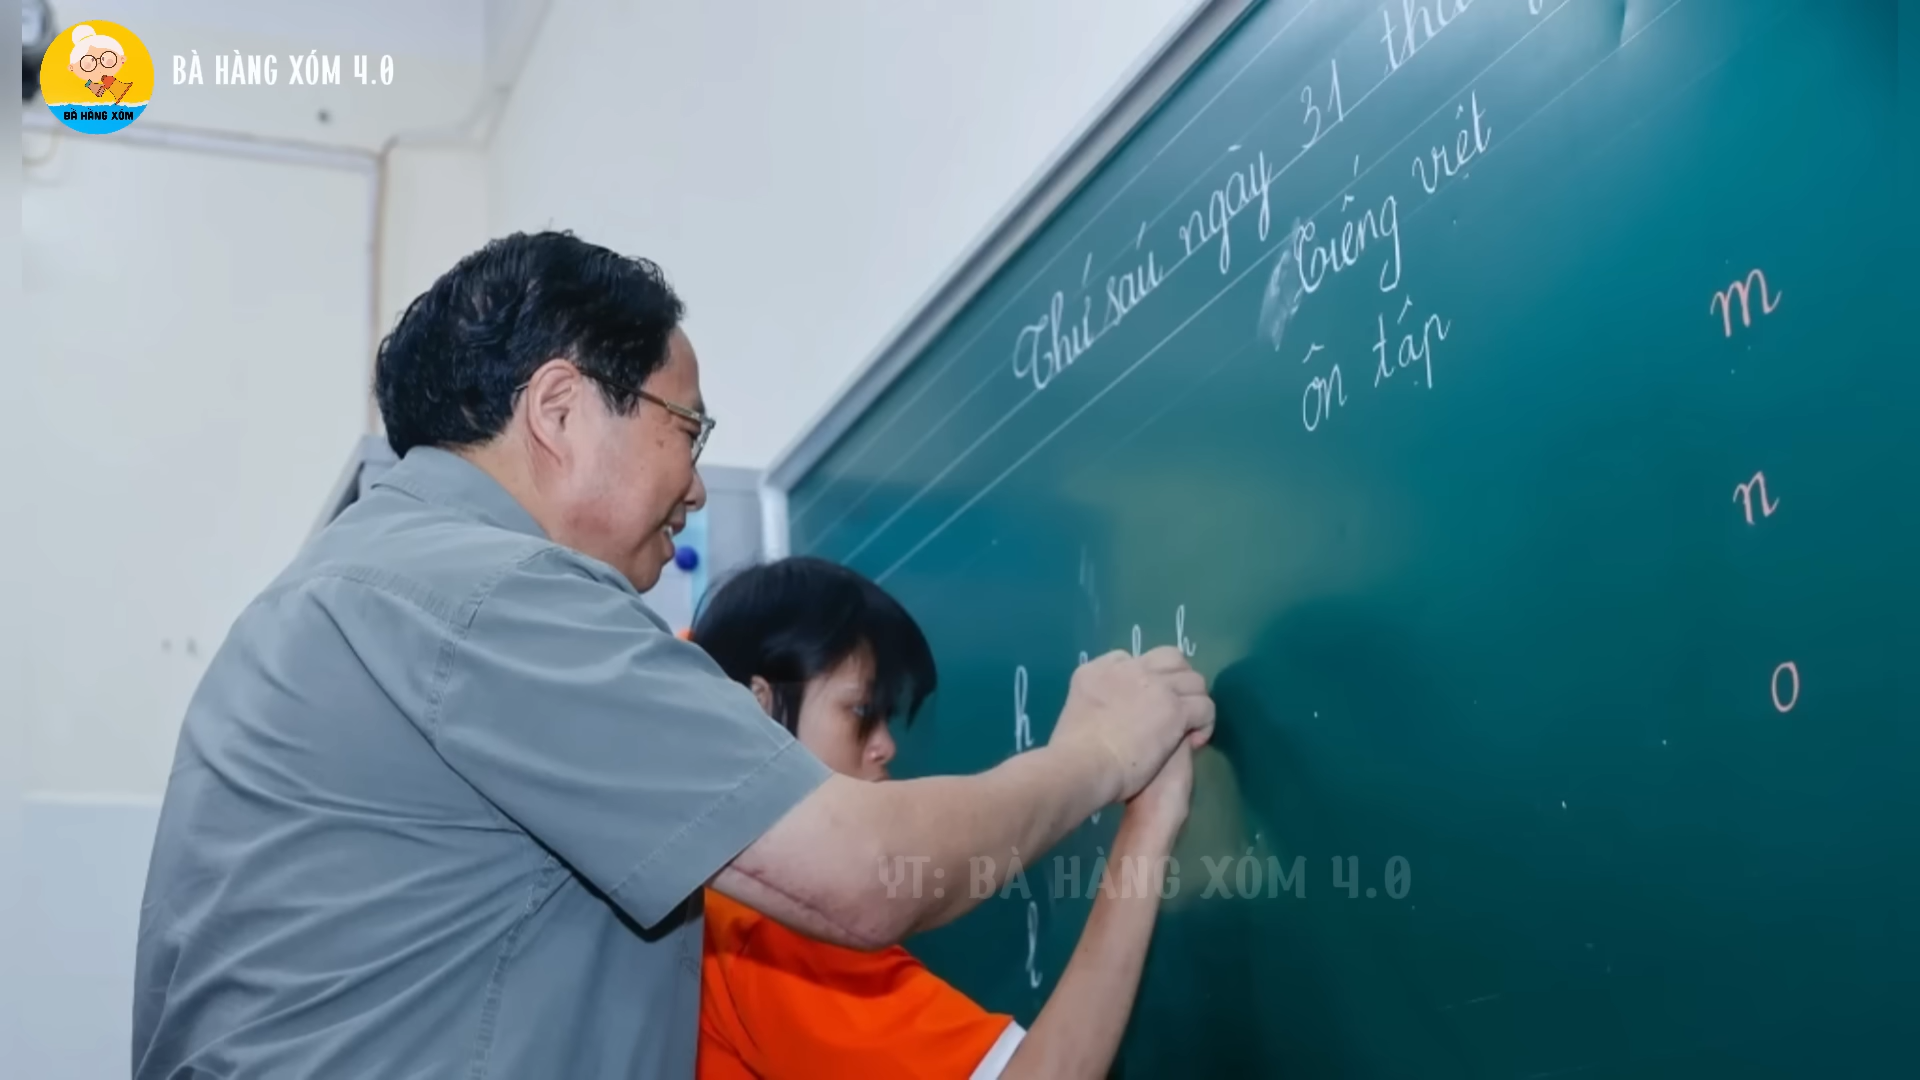 BÀ HÀNG XÓM 4.0
BÀ HÀNG XÓM
Thứ sáu ngày 31
Tiếng việt
ôn tập
m
n
h h
o
YT: BÀ HÀNG XÓM 4.0
l